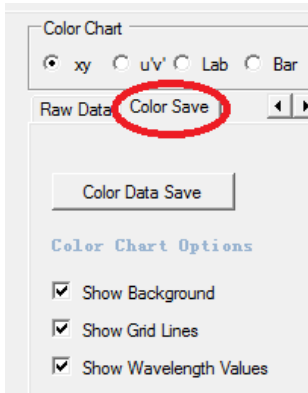 Color Chart
xy u'v' Lab Bar
Raw Data Color Save
Color Data Save
Color Chart Options
Show Background
Show Grid Lines
Show Wavelength Values